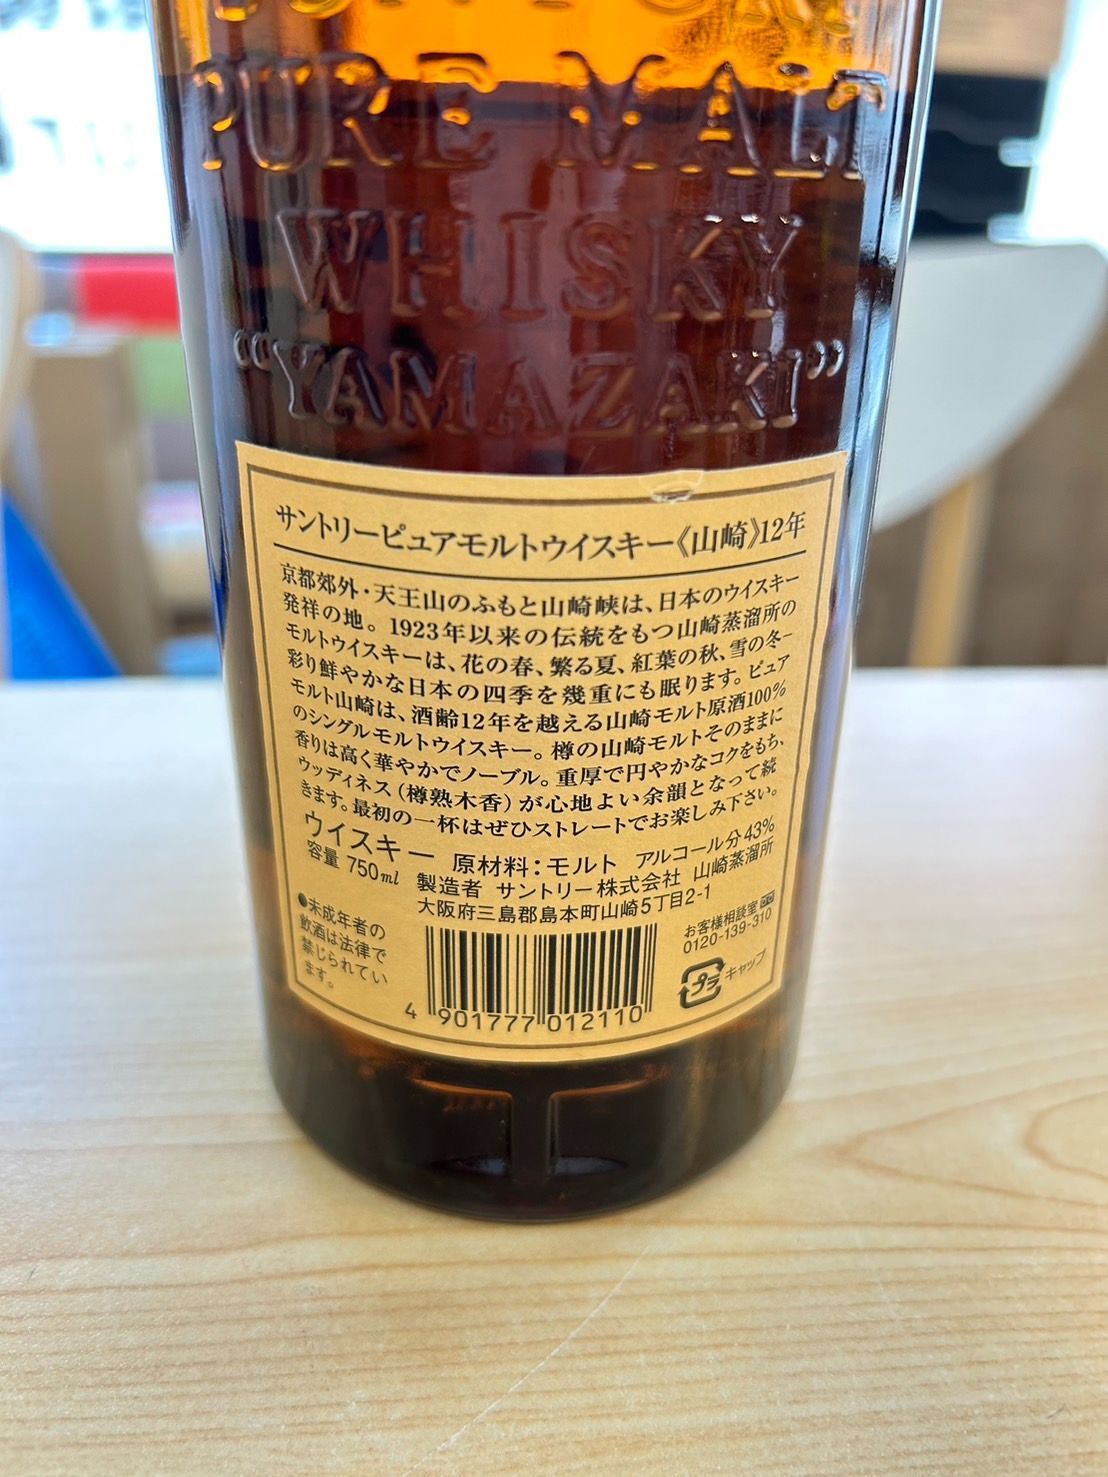 SUNTORY
PURE MALT
WHISKY
“YAMAZAKI”
サントリーピュアモルトウイスキー《山崎》12年
京都郊外・天王山のふもと山崎峡は、日本のウイスキー
発祥の地。1923年以来の伝統をもつ山崎蒸溜所の
モルトウイスキーは、花の春、繁る夏、紅葉の秋、雪の冬−
彩り鮮やかな日本の四季を幾重にも眠ります。ピュア
モルト山崎は、酒齢12年を越える山崎モルト原酒100%
のシングルモルトウイスキー。樽の山崎モルトそのままに
香りは高く華やかでノーブル。重厚で円やかなコクをもち、
ウッディネス（樽熟木香）が心地よい余韻となって続
きます。最初の一杯はぜひストレートでお楽しみ下さい。
ウイスキー 原材料：モルト アルコール分43%
容量 750ml 製造者 サントリー株式会社 山崎蒸溜所
大阪府三島郡島本町山崎5丁目2-1
●未成年者の
飲酒は法律で
禁じられてい
ます。
お客様相談室
0120-139-310
プラ キャップ
4 901777 012110